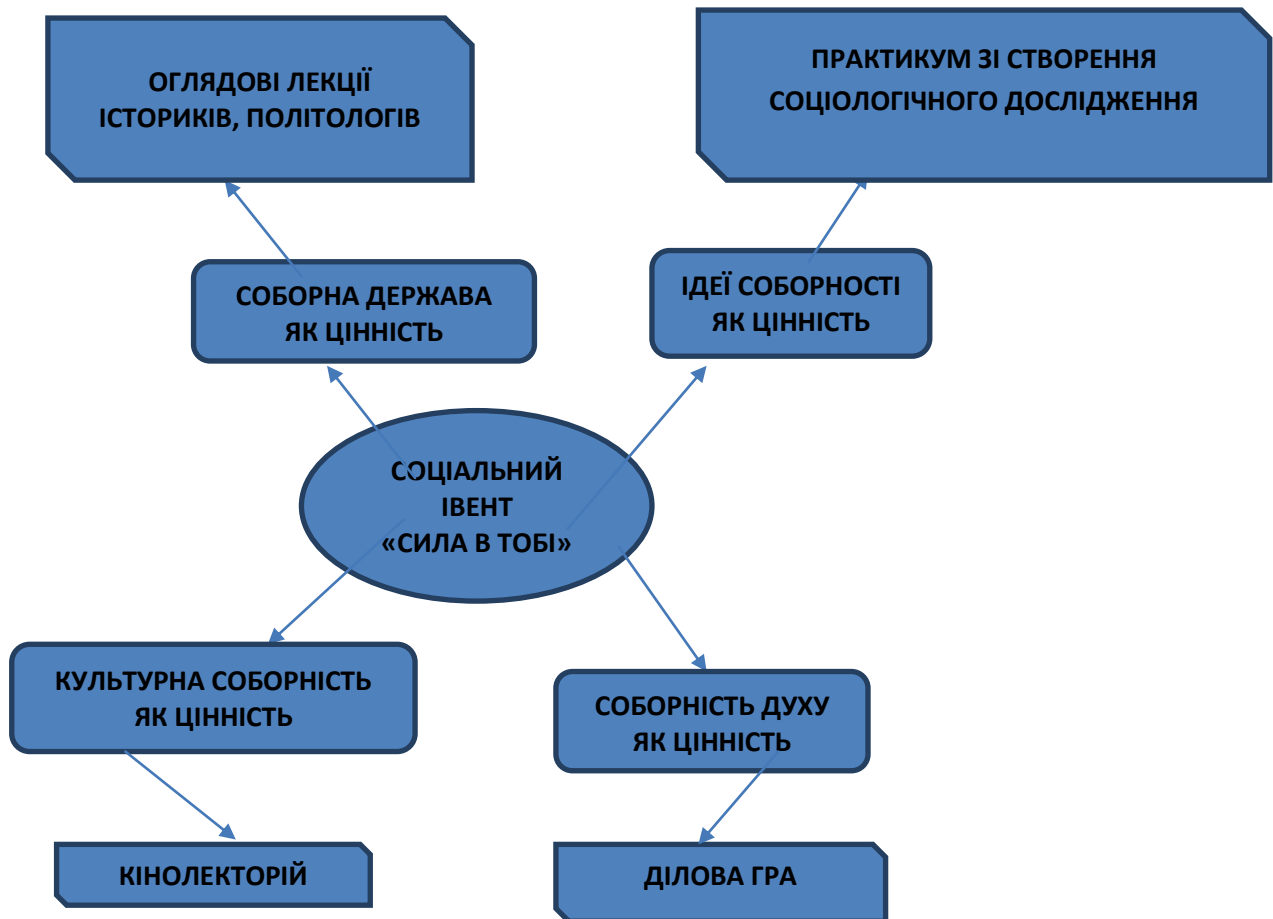 ОГЛЯДОВІ ЛЕКЦІЇ
ІСТОРИКІВ, ПОЛІТОЛОГІВ
ПРАКТИКУМ ЗІ СТВОРЕННЯ
СОЦІОЛОГІЧНОГО ДОСЛІДЖЕННЯ
СОБОРНА ДЕРЖАВА
ЯК ЦІННІСТЬ
ІДЕЇ СОБОРНОСТІ
ЯК ЦІННІСТЬ
СОЦІАЛЬНИЙ
ІВЕНТ
«СИЛА В ТОБІ»
КУЛЬТУРНА СОБОРНІСТЬ
ЯК ЦІННІСТЬ
СОБОРНІСТЬ ДУХУ
ЯК ЦІННІСТЬ
КІНОЛЕКТОРІЙ
ДІЛОВА ГРА